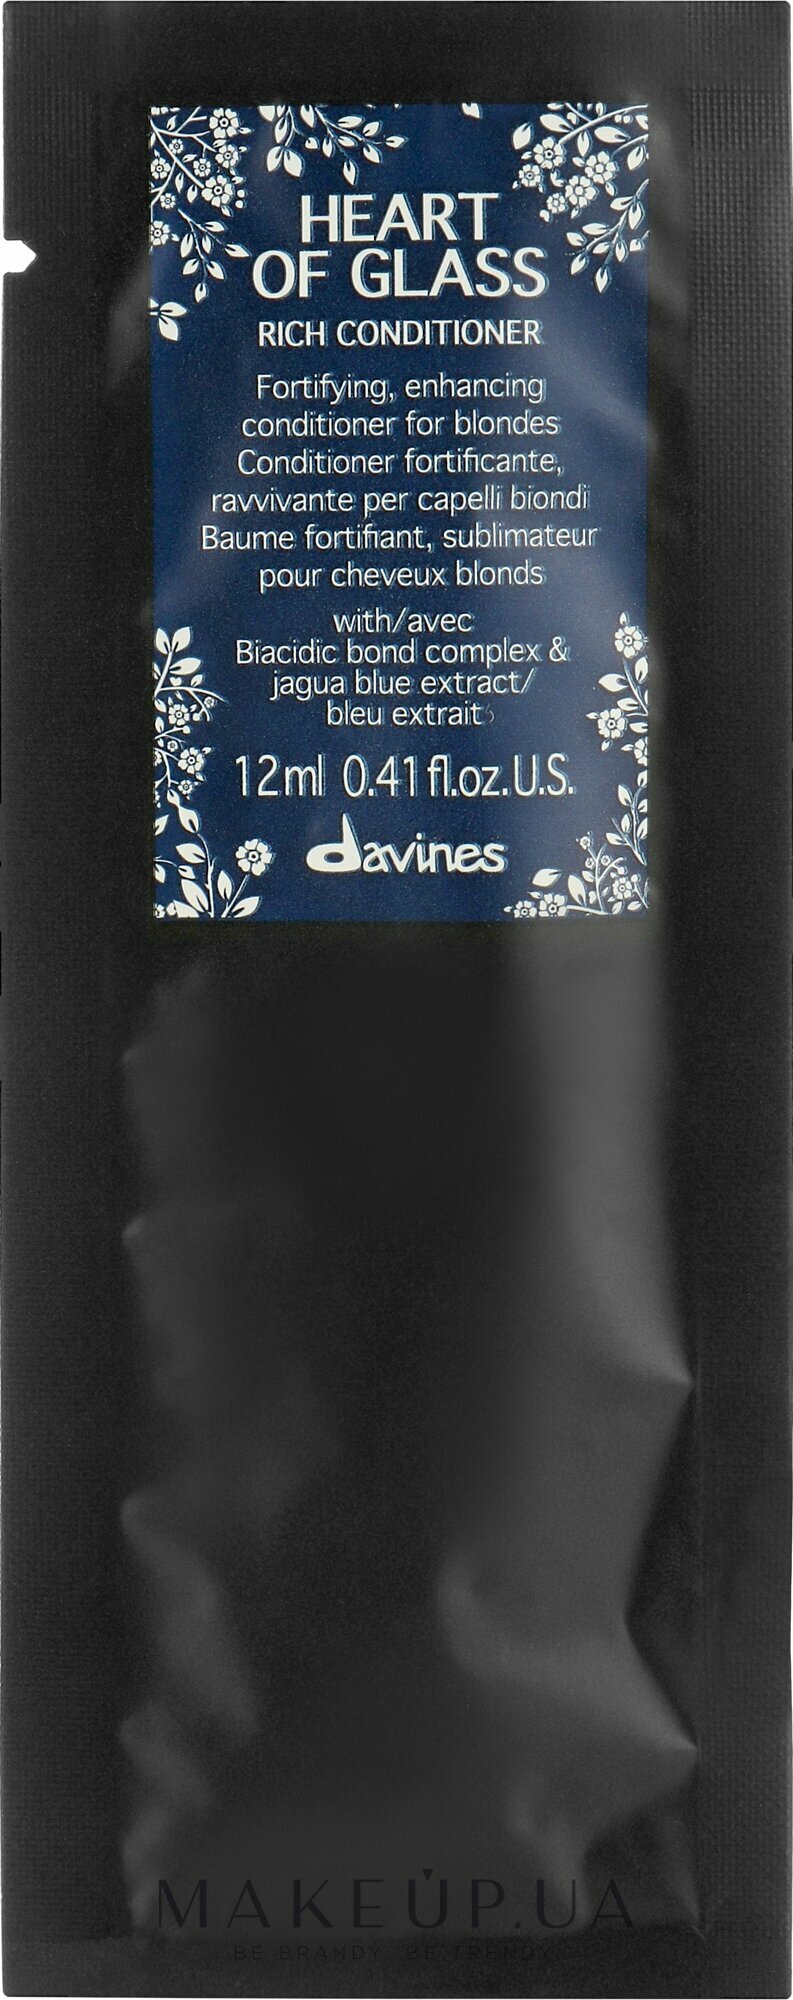 HEART
OF GLASS
RICH CONDITIONER
Fortifying, enhancing
conditioner for blondes
Conditioner fortificante,
ravvivante per capelli biondi
Baume fortifiant, sublimateur
pour cheveux blonds
with/avec
Biacidic bond complex &
jagua blue extract/
bleu extrait
12ml 0.41 fl.oz.U.S.
davines
MAKEUP.UA
BE BRANDY. BE TRENDY.